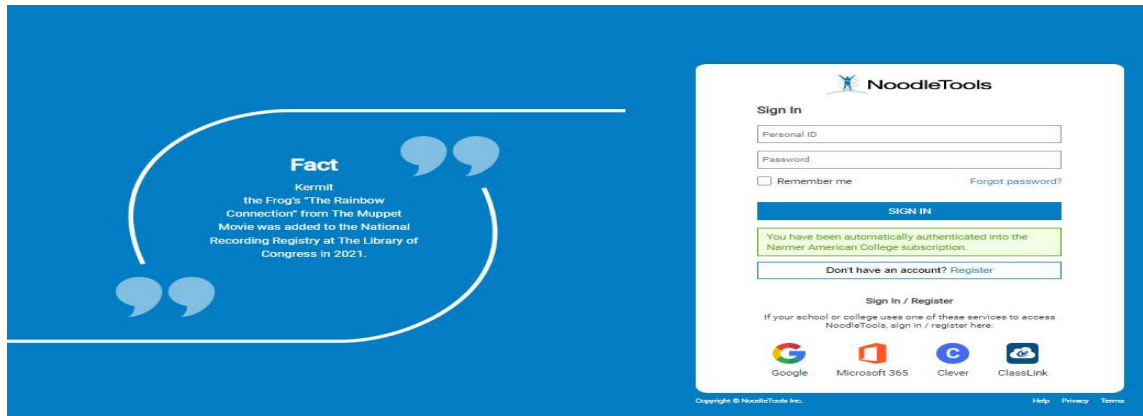 Fact
Kermit
the Frog's "The Rainbow
Connection" from The Muppet
Movie was added to the National
Recording Registry at The Library of
Congress in 2021.
NoodleTools
Sign In
Personal ID
Password
Remember me Forgot password?
SIGN IN
You have been automatically authenticated into the
Narmer American College subscription.
Don't have an account? Register
Sign In / Register
If your school or college uses one of these services to access
NoodleTools, sign in / register here:
Google Microsoft 365 Clever ClassLink
Copyright © NoodleTools Inc. Help Privacy Terms